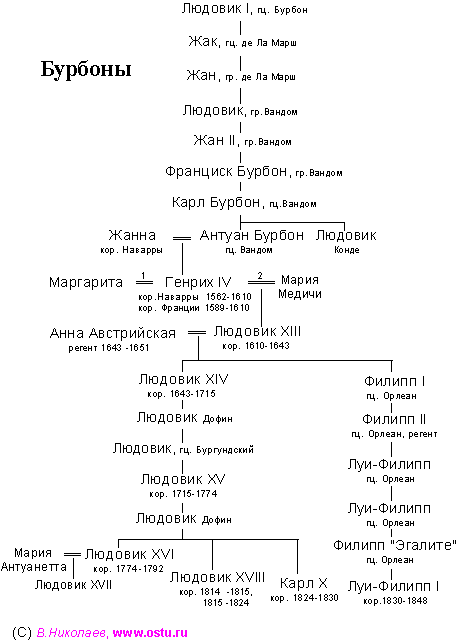 Людовик I, гц. Бурбон
Жак, гц. де Ла Марш
Бурбоны
Жан, гр. де Ла Марш
Людовик, гр.Вандом
Жан II, гр.Вандом
Франциск Бурбон, гр.Вандом
Карл Бурбон, гц.Вандом
Жанна Антуан Бурбон Людовик
кор. Наварры гц. Вандом Конде
Маргарита 1 Генрих IV 2 Мария Медичи
кор.Наварры 1562-1610
кор. Франции 1589-1610
Анна Австрийская Людовик XIII
регент 1643 -1651 кор. 1610-1643
Людовик XIV Филипп I
кор. 1643-1715 гц. Орлеан
Людовик Дофин Филипп II
гц. Орлеан, регент
Людовик, гц. Бургундский Луи-Филипп
гц. Орлеан
Людовик XV
кор. 1715-1774
Луи-Филипп
гц. Орлеан
Людовик Дофин
Филипп "Эгалите"
гц. Орлеан
Мария Антуанетта Людовик XVI
кор. 1774-1792
Людовик XVII
Людовик XVIII
кор. 1814 -1815,
1815 -1824
Карл X
кор. 1824-1830
Луи-Филипп I
кор.1830-1848
(C) В.Николаев, www.ostu.ru